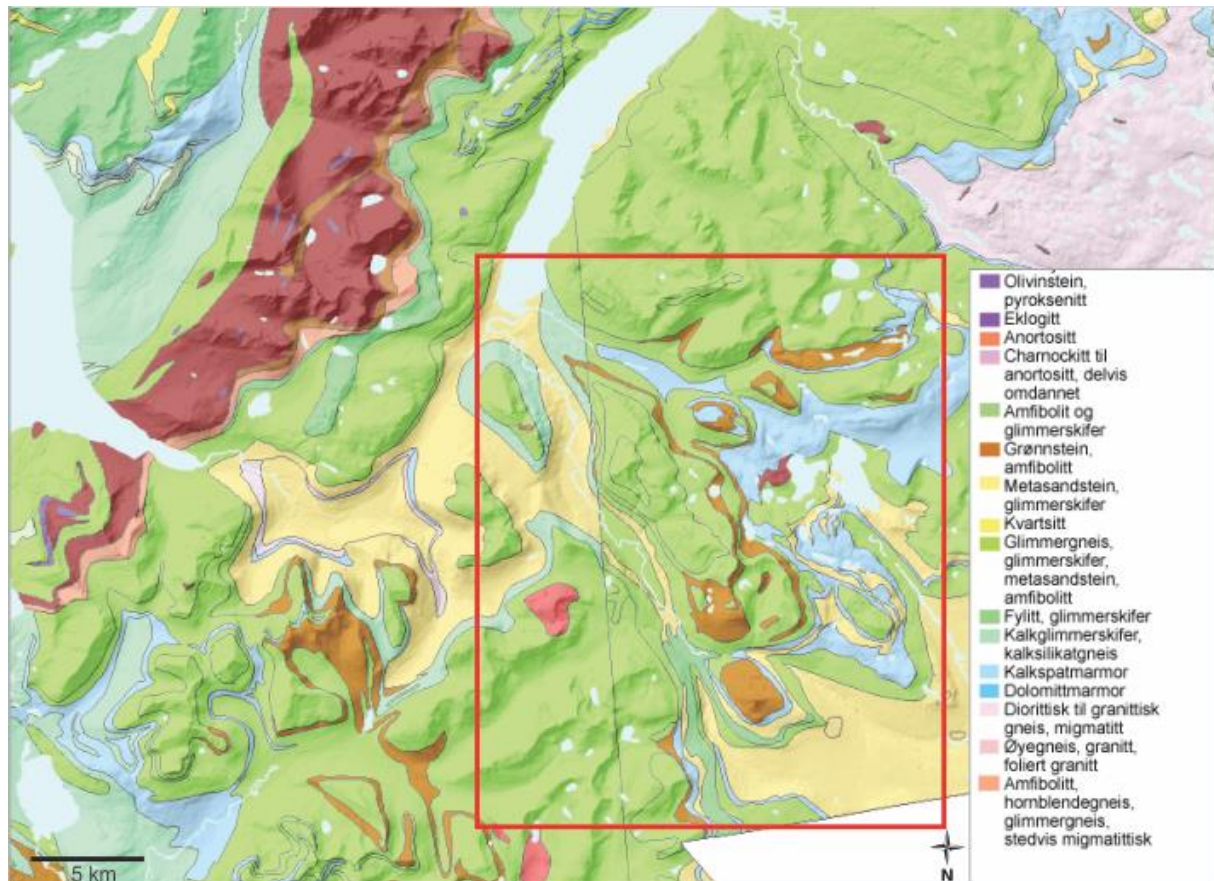 Olivinstein,
pyroksenitt
Eklogitt
Anortositt
Charnockitt til
anortositt, delvis
omdannet
Amfibolit og
glimmerskifer
Grønnstein,
amfibolitt
Metasandstein,
glimmerskifer
Kvartsitt
Glimmergneis,
glimmerskifer,
metasandstein,
amfibolitt
Fylitt, glimmerskifer
Kalkglimmerskifer,
kalksilikatgneis
Kalkspatmarmor
Dolomittmarmor
Diorittisk til granittisk
gneis, migmatitt
Øyegneis, granitt,
foliert granitt
Amfibolitt,
hornblendegneis,
glimmergneis,
stedvis migmatittisk
5 km
N